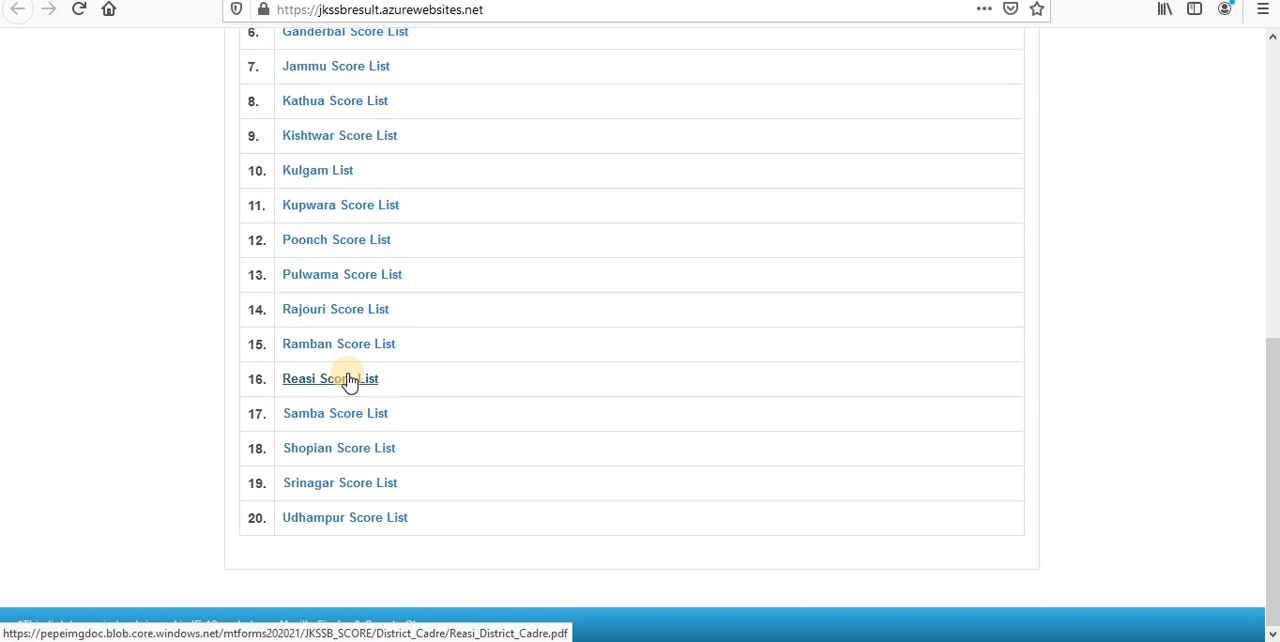 https://jkssbresult.azurewebsites.net
6. Ganderbal Score List
7. Jammu Score List
8. Kathua Score List
9. Kishtwar Score List
10. Kulgam List
11. Kupwara Score List
12. Poonch Score List
13. Pulwama Score List
14. Rajouri Score List
15. Ramban Score List
16. Reasi Score List
17. Samba Score List
18. Shopian Score List
19. Srinagar Score List
20. Udhampur Score List
https://pepeimgdoc.blob.core.windows.net/mtforms202021/JKSSB_SCORE/District_Cadre/Reasi_District_Cadre.pdf